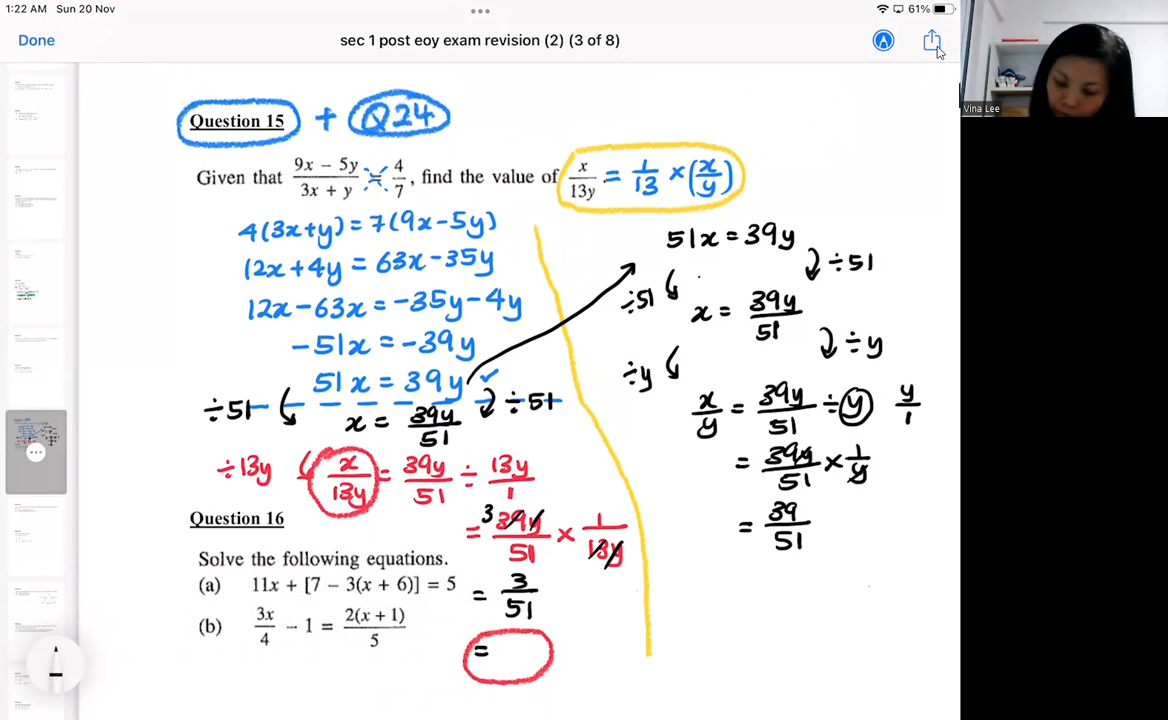 1:22 AM Sun 20 Nov
61%
Done
sec 1 post eoy exam revision (2) (3 of 8)
Vina Lee
Question 15 + Q24
Given that (9x - 5y)/(3x + y) = 4/7, find the value of x/13y = 1/13 × (x/y)
4(3x+y) = 7(9x-5y)
12x+4y = 63x-35y
12x-63x = -35y-4y
-51x = -39y
51x = 39y ✓
÷51 x = 39y/51 ÷51
÷13y x/13y = 39y/51 ÷ 13y/1
= 3 39y/51 × 1/13y
= 3/51
=
51x = 39y
÷51 ÷51
x = 39y/51
÷y ÷y
x/y = 39y/51 ÷ y y/1
= 39y/51 × 1/y
= 39/51
Question 16
Solve the following equations.
(a) 11x + [7 - 3(x + 6)] = 5
(b) 3x/4 - 1 = 2(x + 1)/5